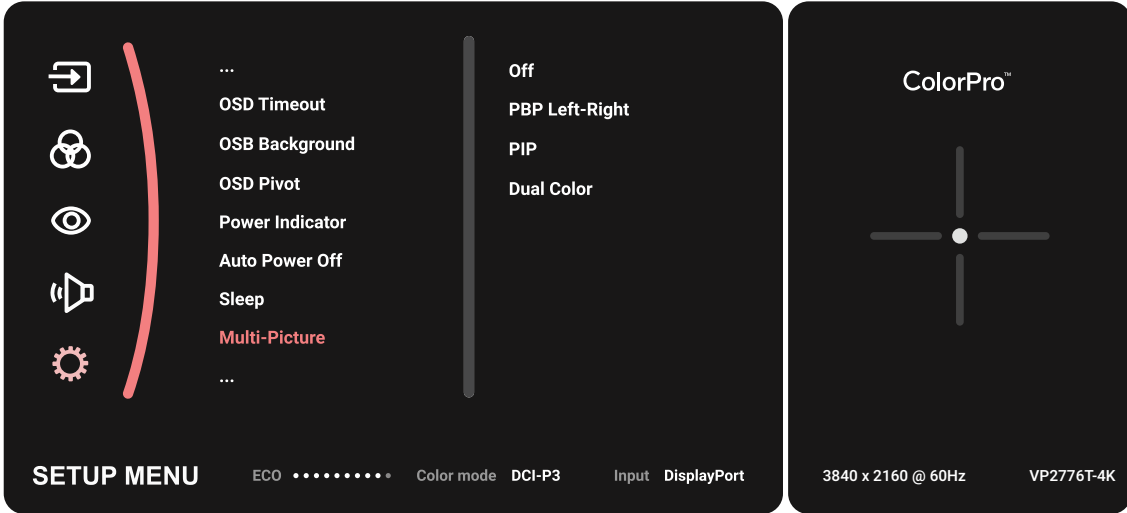 ...
OSD Timeout
OSB Background
OSD Pivot
Power Indicator
Auto Power Off
Sleep
Multi-Picture
...
Off
PBP Left-Right
PIP
Dual Color
SETUP MENU
ECO
Color mode DCI-P3
Input DisplayPort
ColorPro™
3840 x 2160 @ 60Hz
VP2776T-4K